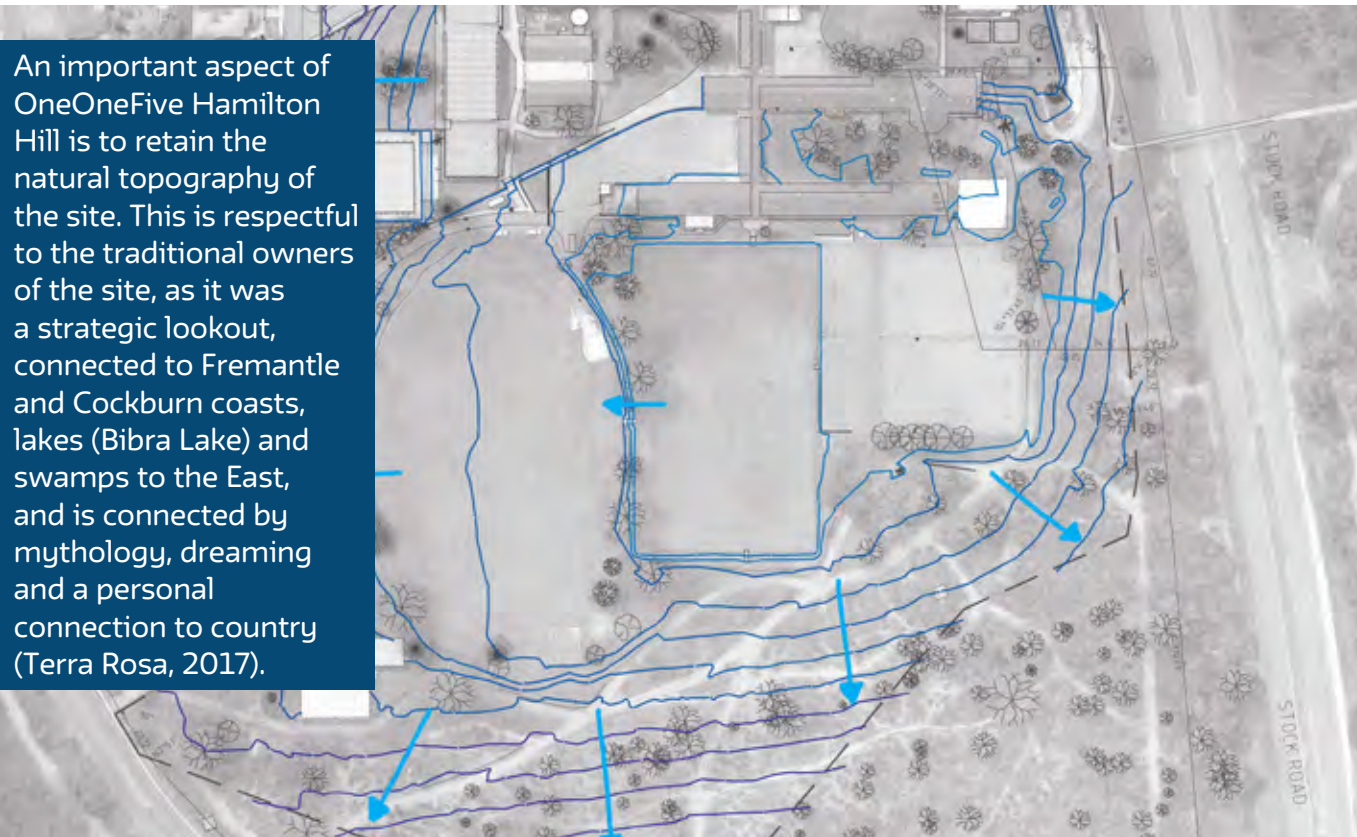 An important aspect of
OneOneFive Hamilton
Hill is to retain the
natural topography of
the site. This is respectful
to the traditional owners
of the site, as it was
a strategic lookout,
connected to Fremantle
and Cockburn coasts,
lakes (Bibra Lake) and
swamps to the East,
and is connected by
mythology, dreaming
and a personal
connection to country
(Terra Rosa, 2017).
STOCK ROAD
STOCK ROAD